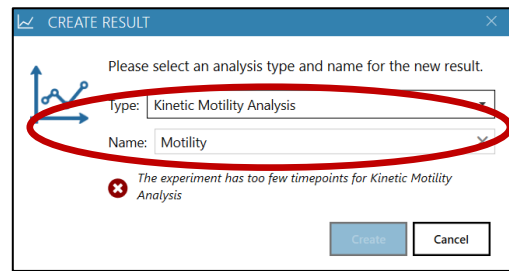 CREATE RESULT
Please select an analysis type and name for the new result.
Type: Kinetic Motility Analysis
Name: Motility
The experiment has too few timepoints for Kinetic Motility
Analysis
Create Cancel